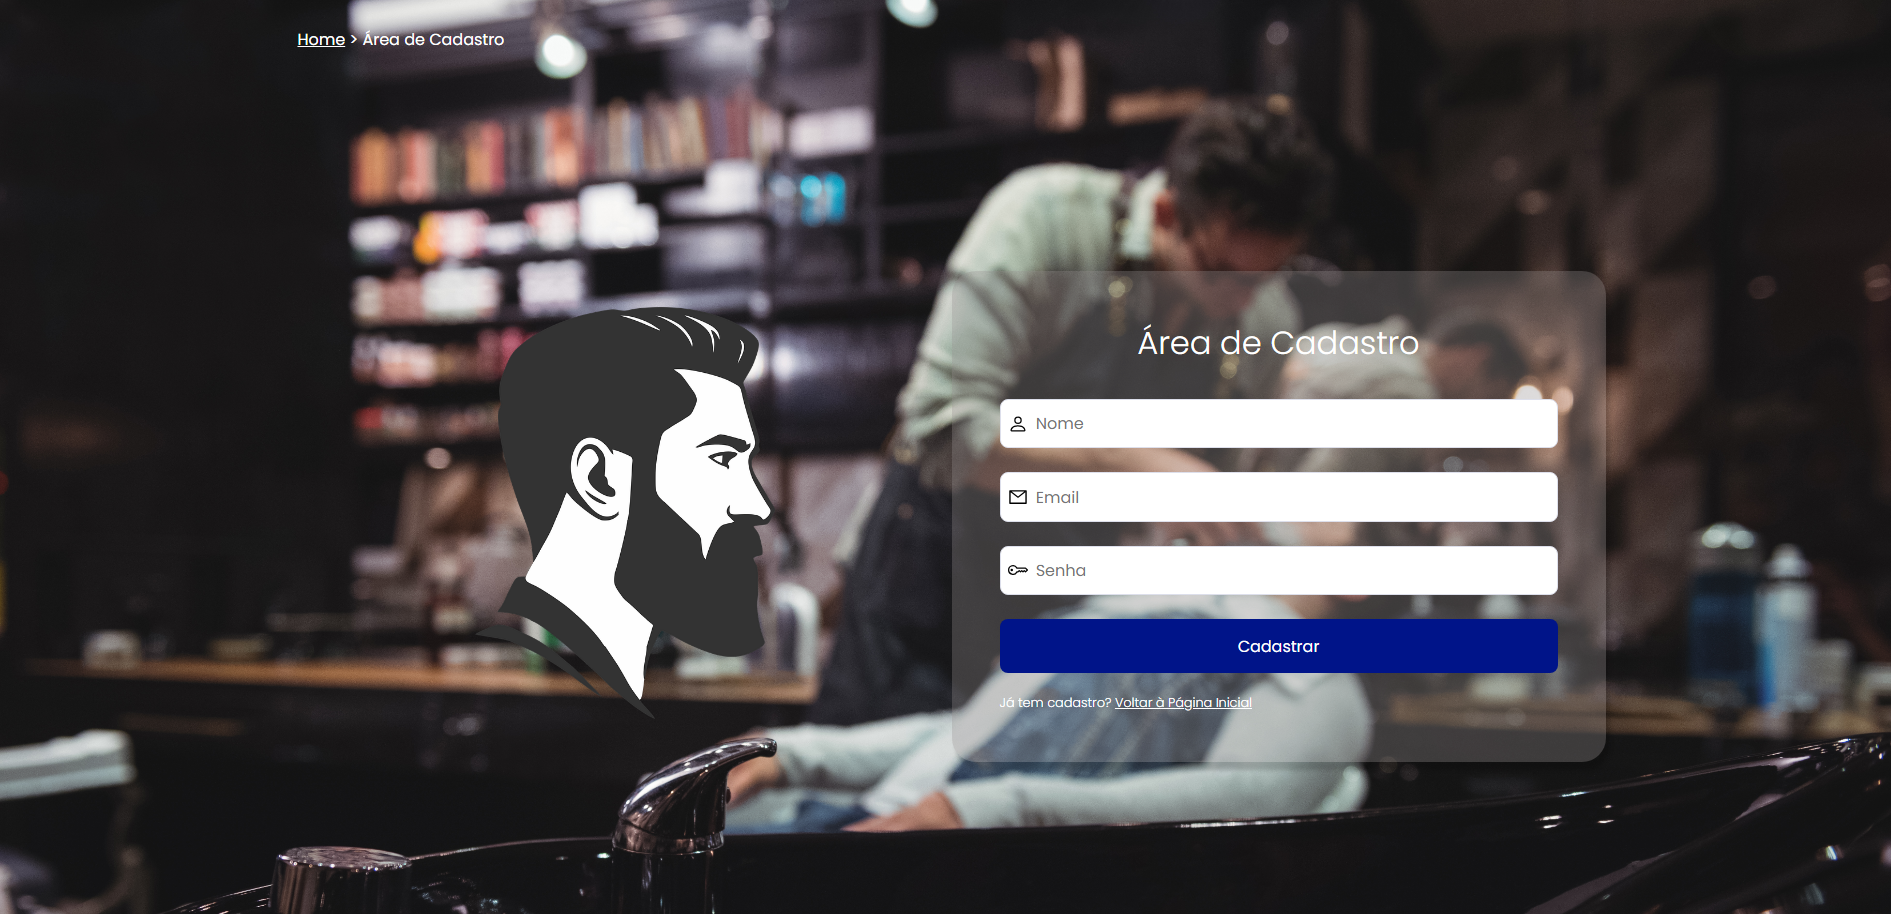 Home > Área de Cadastro
Área de Cadastro
Nome
Email
Senha
Cadastrar
Já tem cadastro? Voltar à Página Inicial